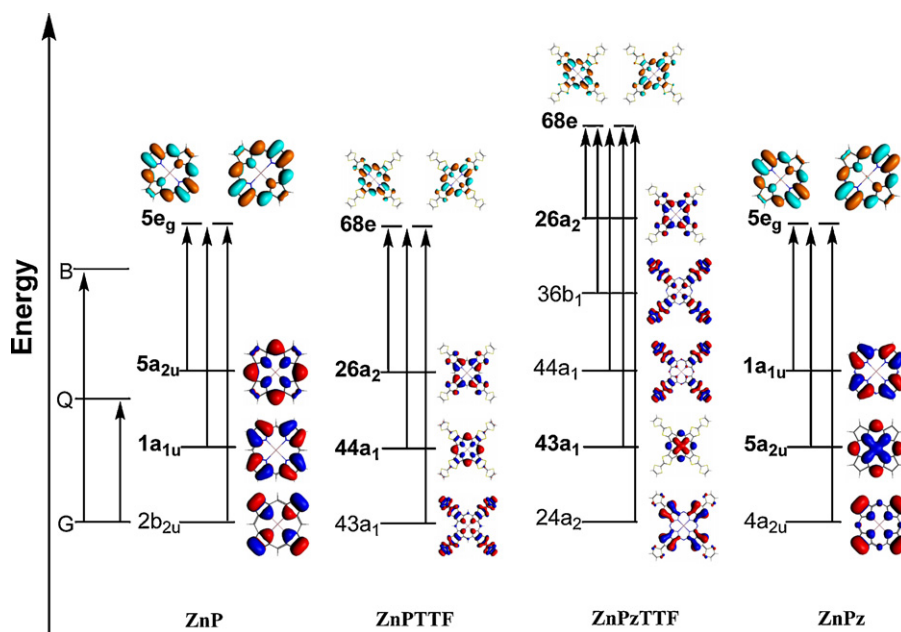 Energy
B
Q
G
5e_g
5a_2u
1a_1u
2b_2u
ZnP
68e
26a_2
44a_1
43a_1
ZnPTTF
68e
26a_2
36b_1
44a_1
43a_1
24a_2
ZnPzTTF
5e_g
1a_1u
5a_2u
4a_2u
ZnPz